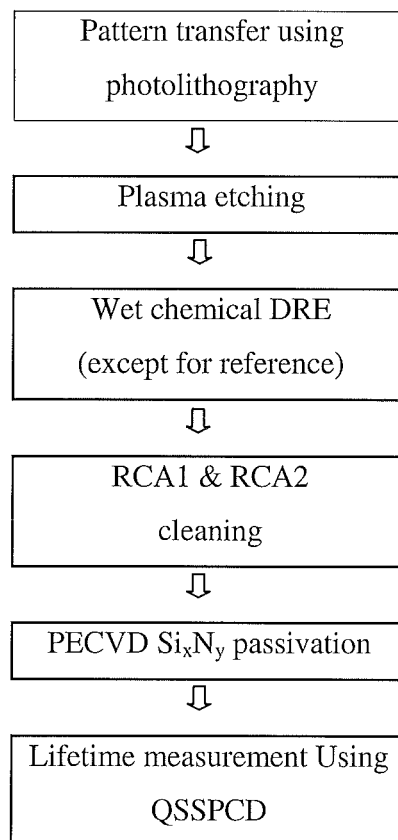 Pattern transfer using
photolithography
Plasma etching
Wet chemical DRE
(except for reference)
RCA1 & RCA2
cleaning
PECVD SixNy passivation
Lifetime measurement Using
QSSPCD